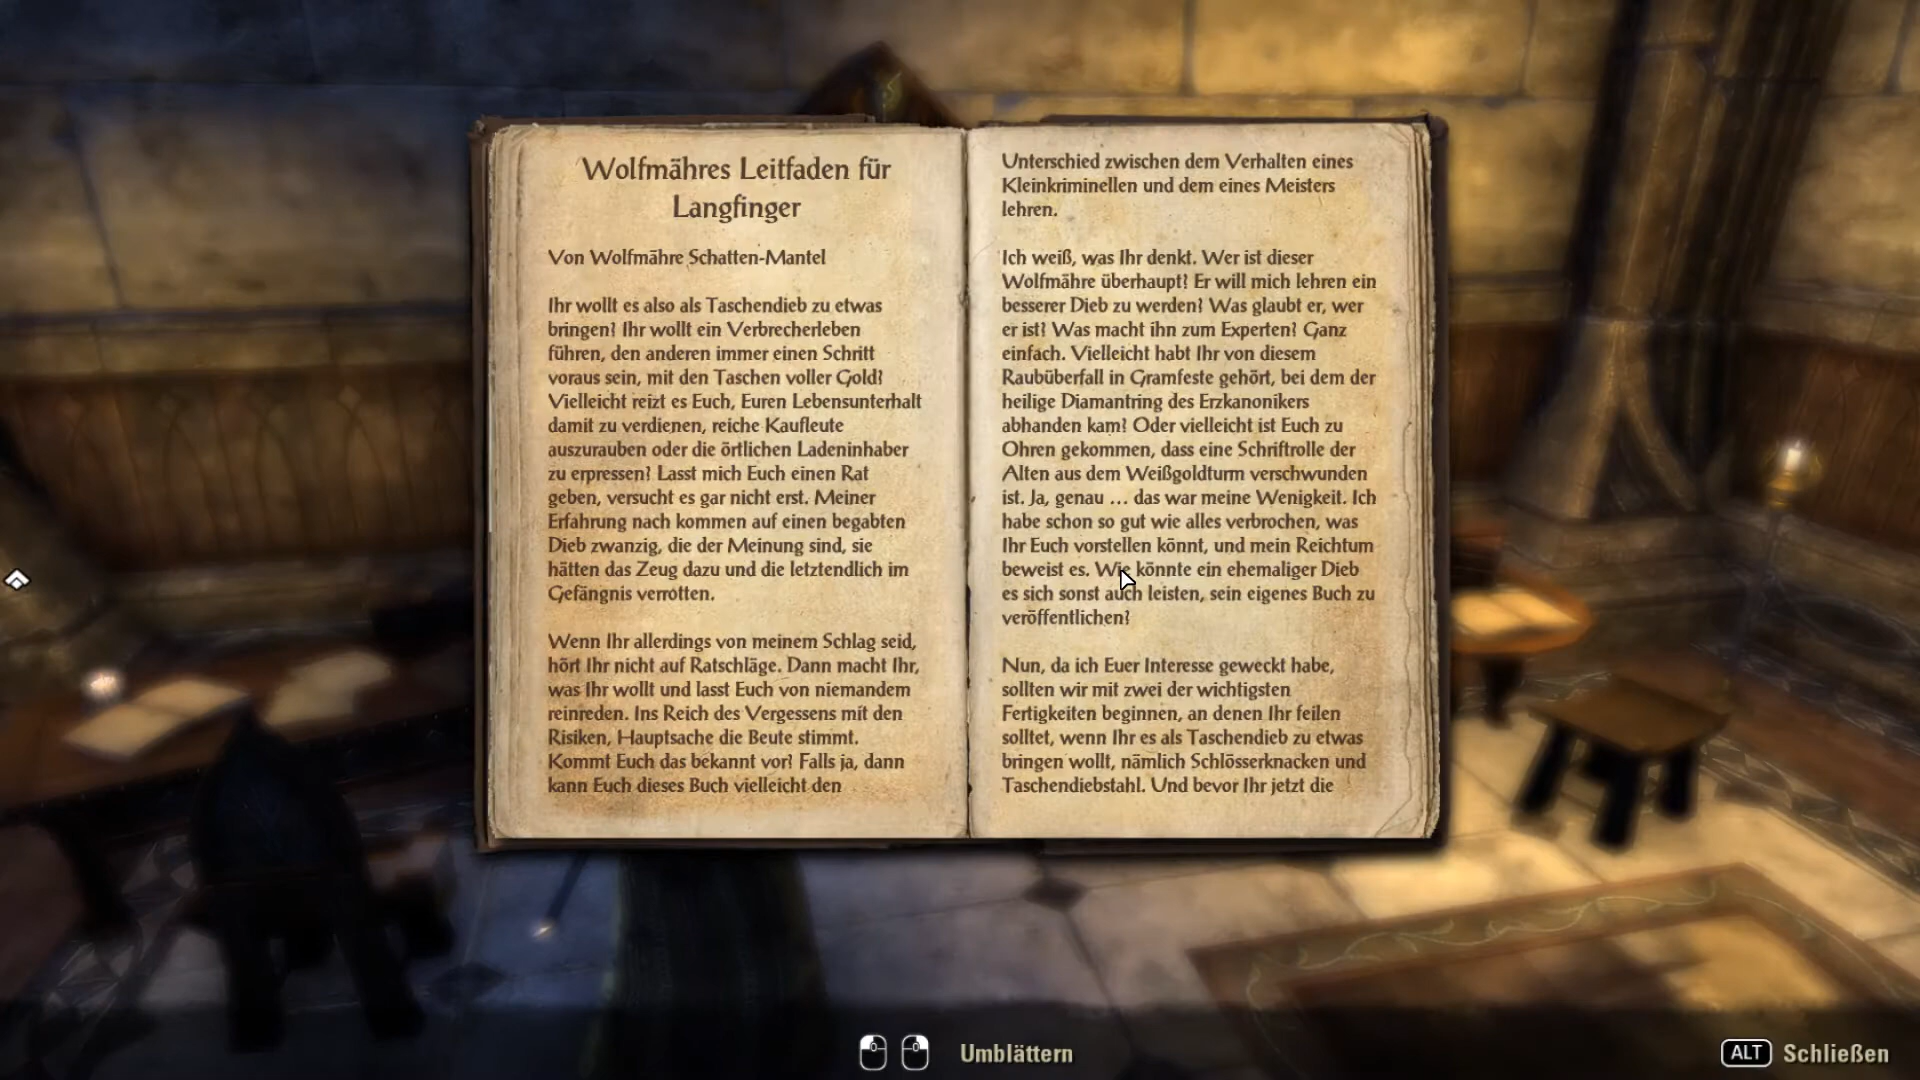 Wolfmähres Leitfaden für
Langfinger
Von Wolfmähre Schatten-Mantel
Ihr wollt es also als Taschendieb zu etwas
bringen? Ihr wollt ein Verbrecherleben
führen, den anderen immer einen Schritt
voraus sein, mit den Taschen voller Gold?
Vielleicht reizt es Euch, Euren Lebensunterhalt
damit zu verdienen, reiche Kaufleute
auszurauben oder die örtlichen Ladeninhaber
zu erpressen? Lasst mich Euch einen Rat
geben, versucht es gar nicht erst. Meiner
Erfahrung nach kommen auf einen begabten
Dieb zwanzig, die der Meinung sind, sie
hätten das Zeug dazu und die letztendlich im
Gefängnis verrotten.
Wenn Ihr allerdings von meinem Schlag seid,
hört Ihr nicht auf Ratschläge. Dann macht Ihr,
was Ihr wollt und lasst Euch von niemandem
reinreden. Ins Reich des Vergessens mit den
Risiken, Hauptsache die Beute stimmt.
Kommt Euch das bekannt vor? Falls ja, dann
kann Euch dieses Buch vielleicht den
Unterschied zwischen dem Verhalten eines
Kleinkriminellen und dem eines Meisters
lehren.
Ich weiß, was Ihr denkt. Wer ist dieser
Wolfmähre überhaupt? Er will mich lehren ein
besserer Dieb zu werden? Was glaubt er, wer
er ist? Was macht ihn zum Experten? Ganz
einfach. Vielleicht habt Ihr von diesem
Raubüberfall in Gramfeste gehört, bei dem der
heilige Diamantring des Erzkanonikers
abhanden kam? Oder vielleicht ist Euch zu
Ohren gekommen, dass eine Schriftrolle der
Alten aus dem Weißgoldturm verschwunden
ist. Ja, genau … das war meine Wenigkeit. Ich
habe schon so gut wie alles verbrochen, was
Ihr Euch vorstellen könnt, und mein Reichtum
beweist es. Wie könnte ein ehemaliger Dieb
es sich sonst auch leisten, sein eigenes Buch zu
veröffentlichen?
Nun, da ich Euer Interesse geweckt habe,
sollten wir mit zwei der wichtigsten
Fertigkeiten beginnen, an denen Ihr feilen
solltet, wenn Ihr es als Taschendieb zu etwas
bringen wollt, nämlich Schlösserknacken und
Taschendiebstahl. Und bevor Ihr jetzt die
Umblättern
ALT Schließen